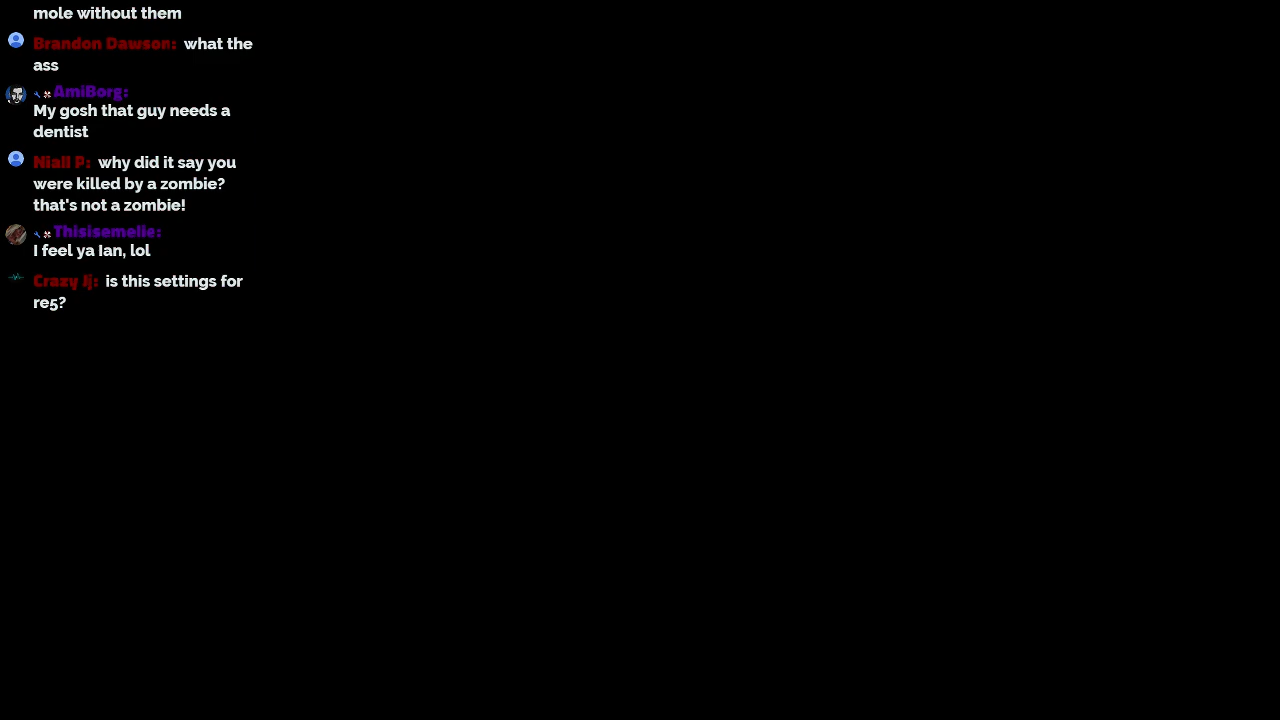 mole without them
Brandon Dawson: what the
ass
AmiBorg:
My gosh that guy needs a
dentist
Niall P: why did it say you
were killed by a zombie?
that's not a zombie!
Thisisemelie:
I feel ya Ian, lol
Crazy Jj: is this settings for
re5?